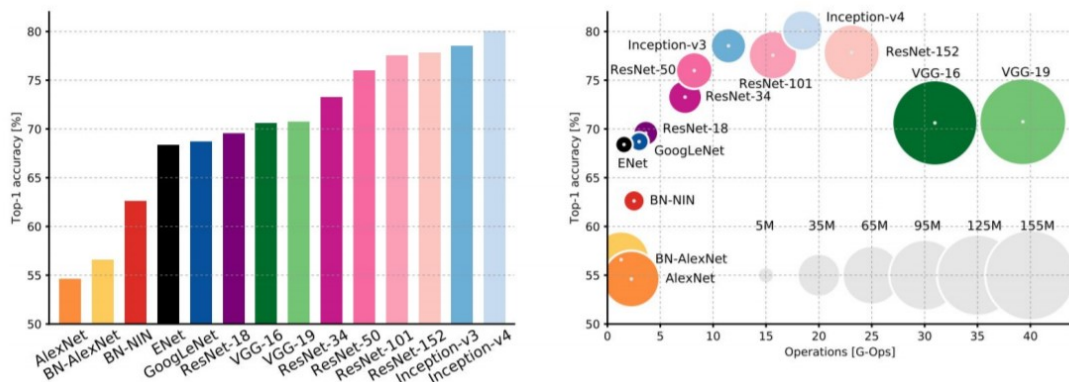 80
75
70
65
60
55
50
Top-1 accuracy [%]
AlexNet
BN-AlexNet
BN-NIN
ENet
GoogLeNet
ResNet-18
VGG-16
VGG-19
ResNet-34
ResNet-50
ResNet-101
ResNet-152
Inception-v3
Inception-v4
80
75
70
65
60
55
50
Top-1 accuracy [%]
Inception-v4
Inception-v3
ResNet-152
ResNet-50
ResNet-101
VGG-16
VGG-19
ResNet-34
ResNet-18
GoogLeNet
ENet
BN-NIN
5M
35M
65M
95M
125M
155M
BN-AlexNet
AlexNet
0
5
10
15
20
25
30
35
40
Operations [G-Ops]